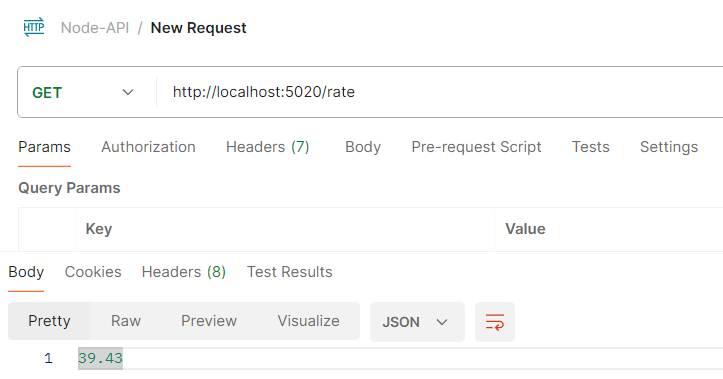 HTTP Node-API / New Request
GET http://localhost:5020/rate
Params Authorization Headers (7) Body Pre-request Script Tests Settings
Query Params
Key Value
Body Cookies Headers (8) Test Results
Pretty Raw Preview Visualize JSON
1 39.43